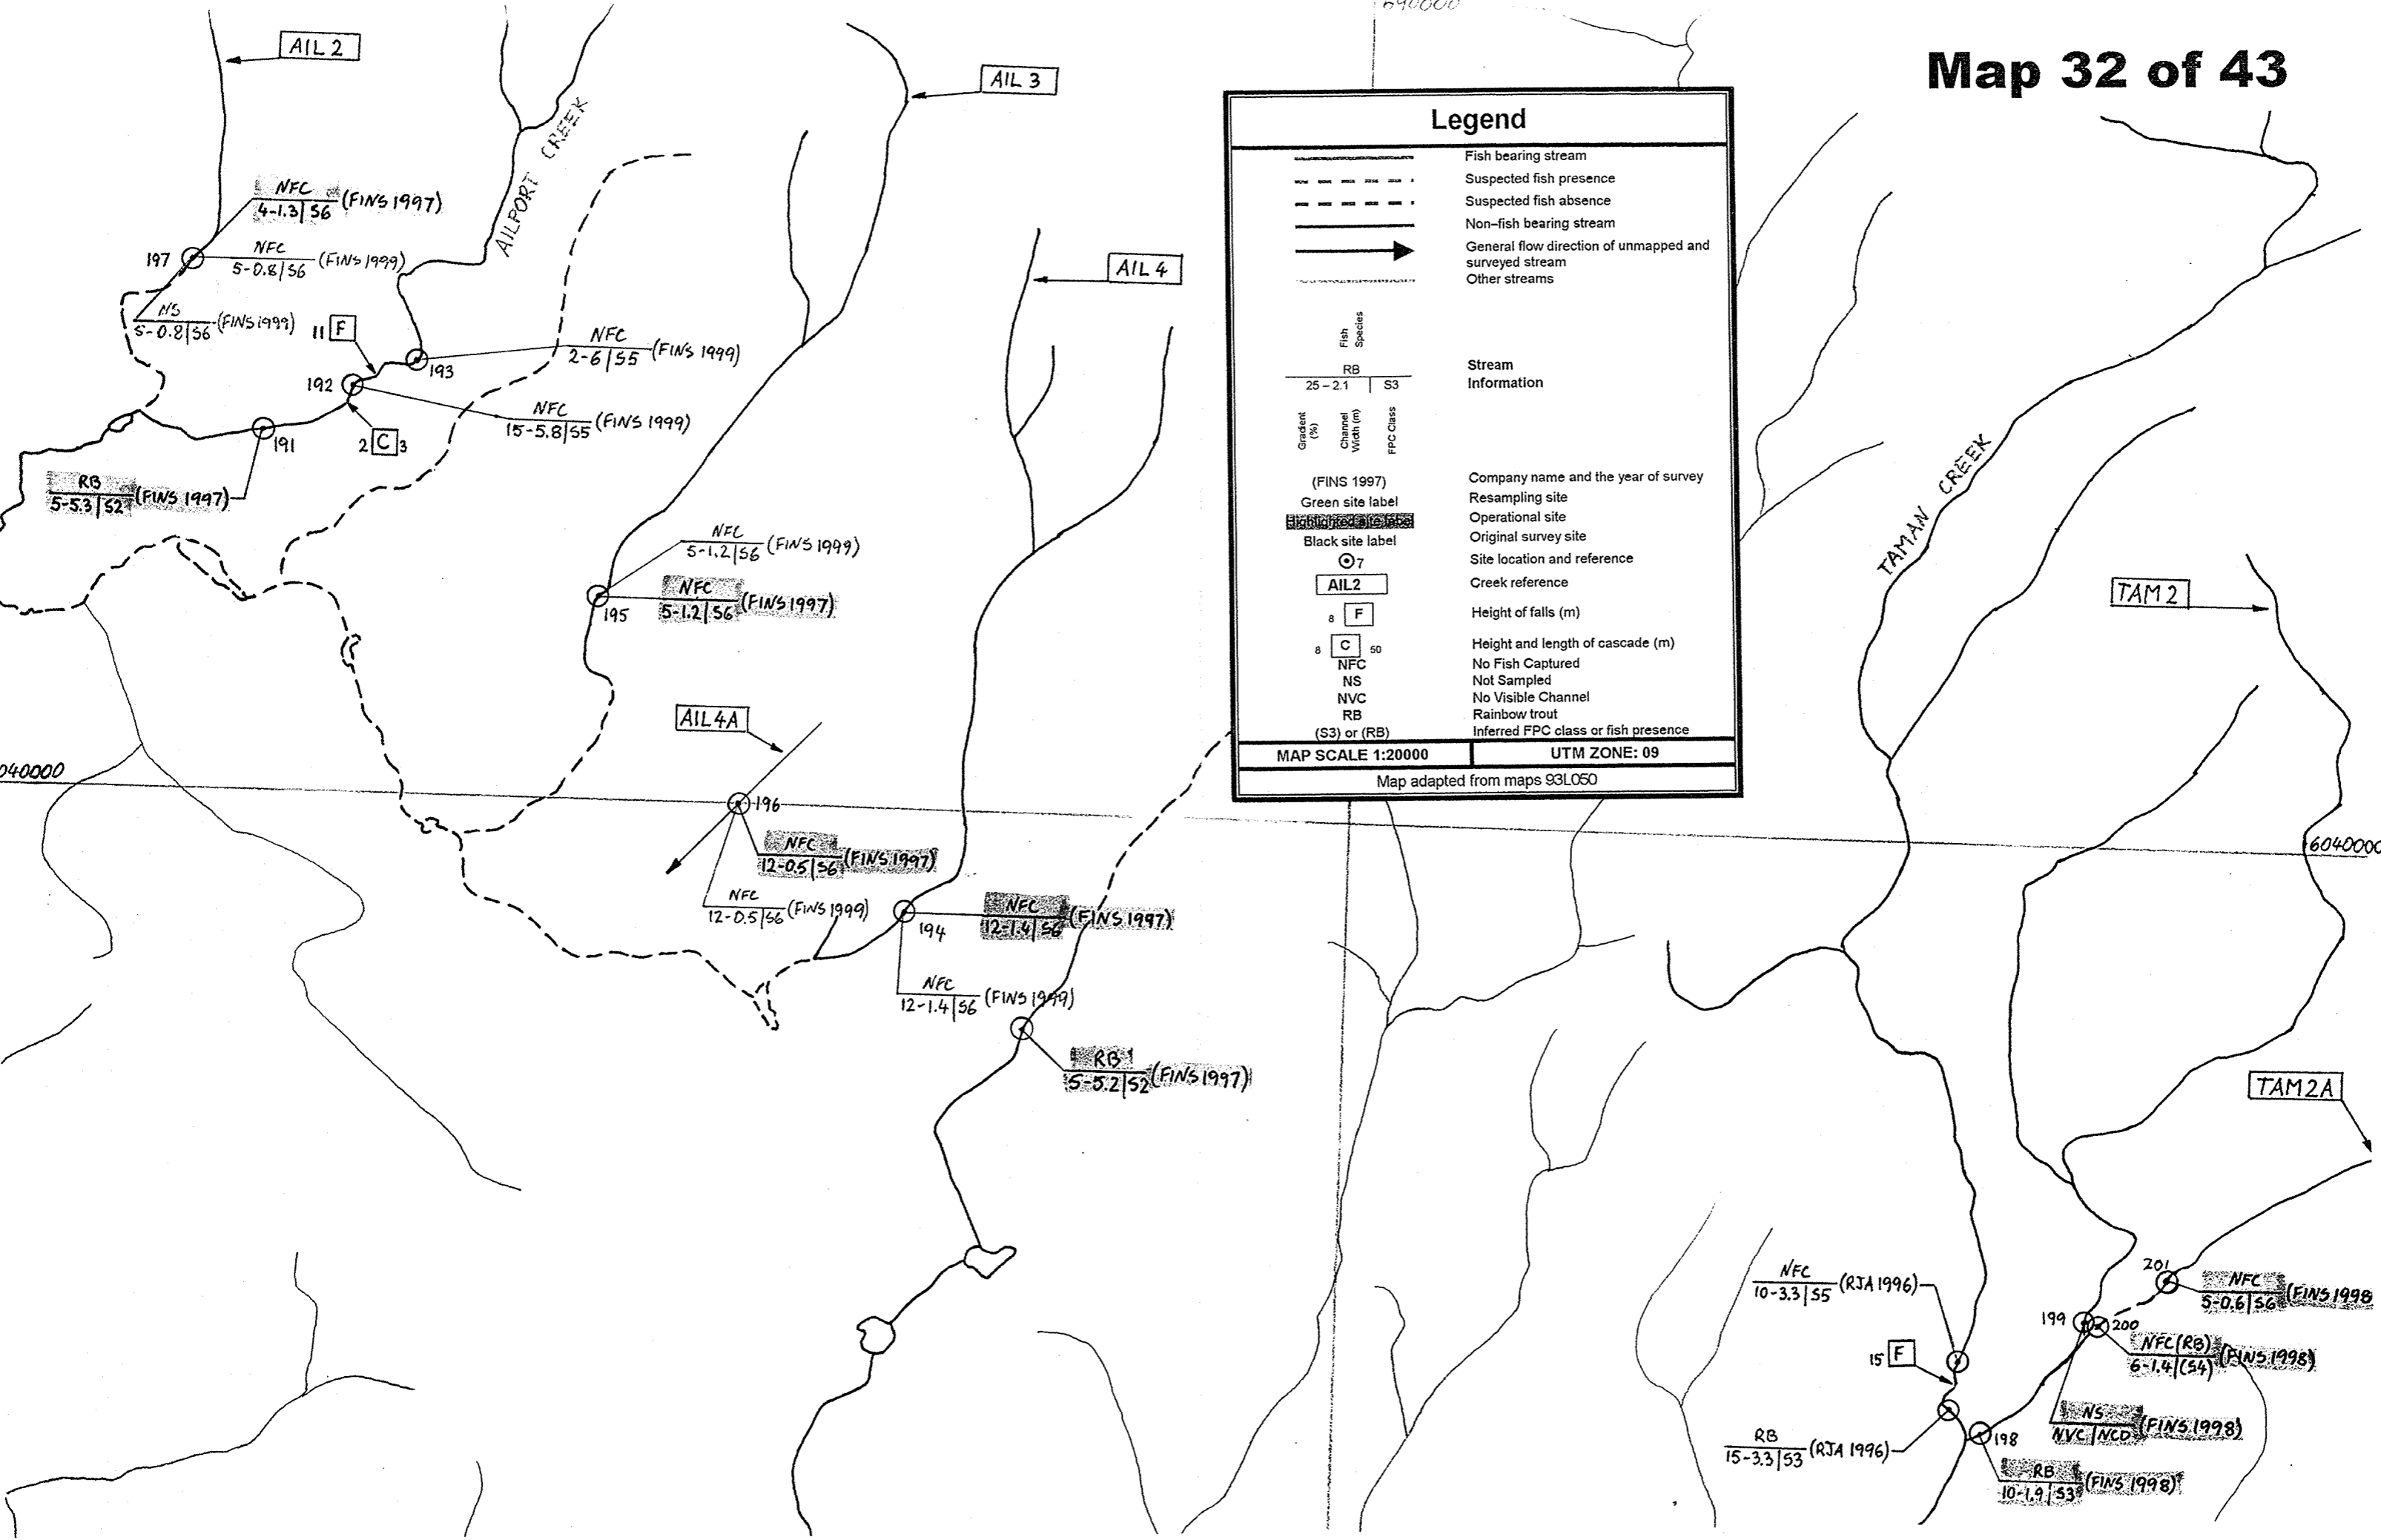 690000
Map 32 of 43
AIL 2
AIL 3
AILPORT CREEK
AIL 4
NFC
4-1.3|S6 (FINS 1997)
197
NFC
5-0.8|S6 (FINS 1999)
NS
5-0.8|S6 (FINS 1999)
11 F
NFC
2-6|S5 (FINS 1999)
193
192
NFC
15-5.8|S5 (FINS 1999)
191
2 C 3
RB
5-5.3|S2 (FINS 1997)
NFC
5-1.2|S6 (FINS 1999)
NFC
5-1.2|S6 (FINS 1997)
195
AIL 4A
040000
196
NFC
12-0.5|S6 (FINS 1997)
NFC
12-0.5|S6 (FINS 1999)
NFC
12-1.4|S6 (FINS 1997)
194
NFC
12-1.4|S6 (FINS 1999)
RB
5-5.2|S2 (FINS 1997)
Legend
Fish bearing stream
Suspected fish presence
Suspected fish absence
Non-fish bearing stream
General flow direction of unmapped and
surveyed stream
Other streams
Fish
Species
RB
25 – 2.1 | S3
Stream
Information
Gradient
(%)
Channel
Width (m)
FPC Class
(FINS 1997) Company name and the year of survey
Green site label Resampling site
Highlighted site label Operational site
Black site label Original survey site
7 Site location and reference
AIL2 Creek reference
8 F Height of falls (m)
8 C 50 Height and length of cascade (m)
NFC No Fish Captured
NS Not Sampled
NVC No Visible Channel
RB Rainbow trout
(S3) or (RB) Inferred FPC class or fish presence
MAP SCALE 1:20000 UTM ZONE: 09
Map adapted from maps 93L050
TAMAN CREEK
TAM 2
6040000
TAM 2A
201
NFC
5-0.6|S6 (FINS 1998
NFC
10-3.3|S5 (RJA 1996)
199
200
NFC (RB)
6-1.4|(S4) (FINS 1998)
15 F
NS
NVC|NCD (FINS 1998)
RB
15-3.3|S3 (RJA 1996)
198
RB
10-1.9|S3 (FINS 1998)